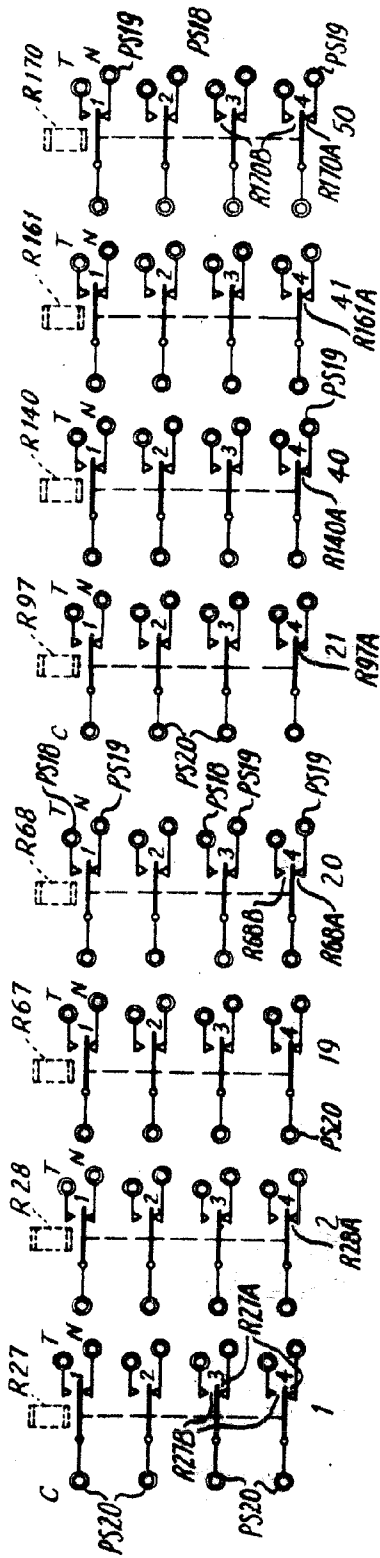 R27
C T
N
1
PS20
2
3
R27B R27A
4
PS20
1
R28
T
N
1
2
3
4
2
R28A
R67
T
N
1
2
3
4
PS20
19
R68
T PS18
N
1
PS19
2
PS18
3
PS19
R68B
4
PS19
R68A
20
R97
C T
N
1
2
PS20
3
4
21
R97A
R140
T
N
1
2
3
4
PS19
R140A
40
R161
T
N
1
2
3
4
R161A
41
R170
T
N
1
PS19
2
PS18
3
R170B
4
PS19
R170A
50